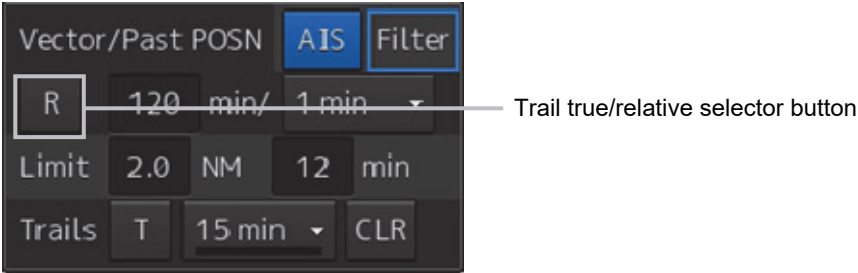 Vector/Past POSN AIS Filter
R 120 min/ 1 min
Trail true/relative selector button
Limit 2.0 NM 12 min
Trails T 15 min CLR